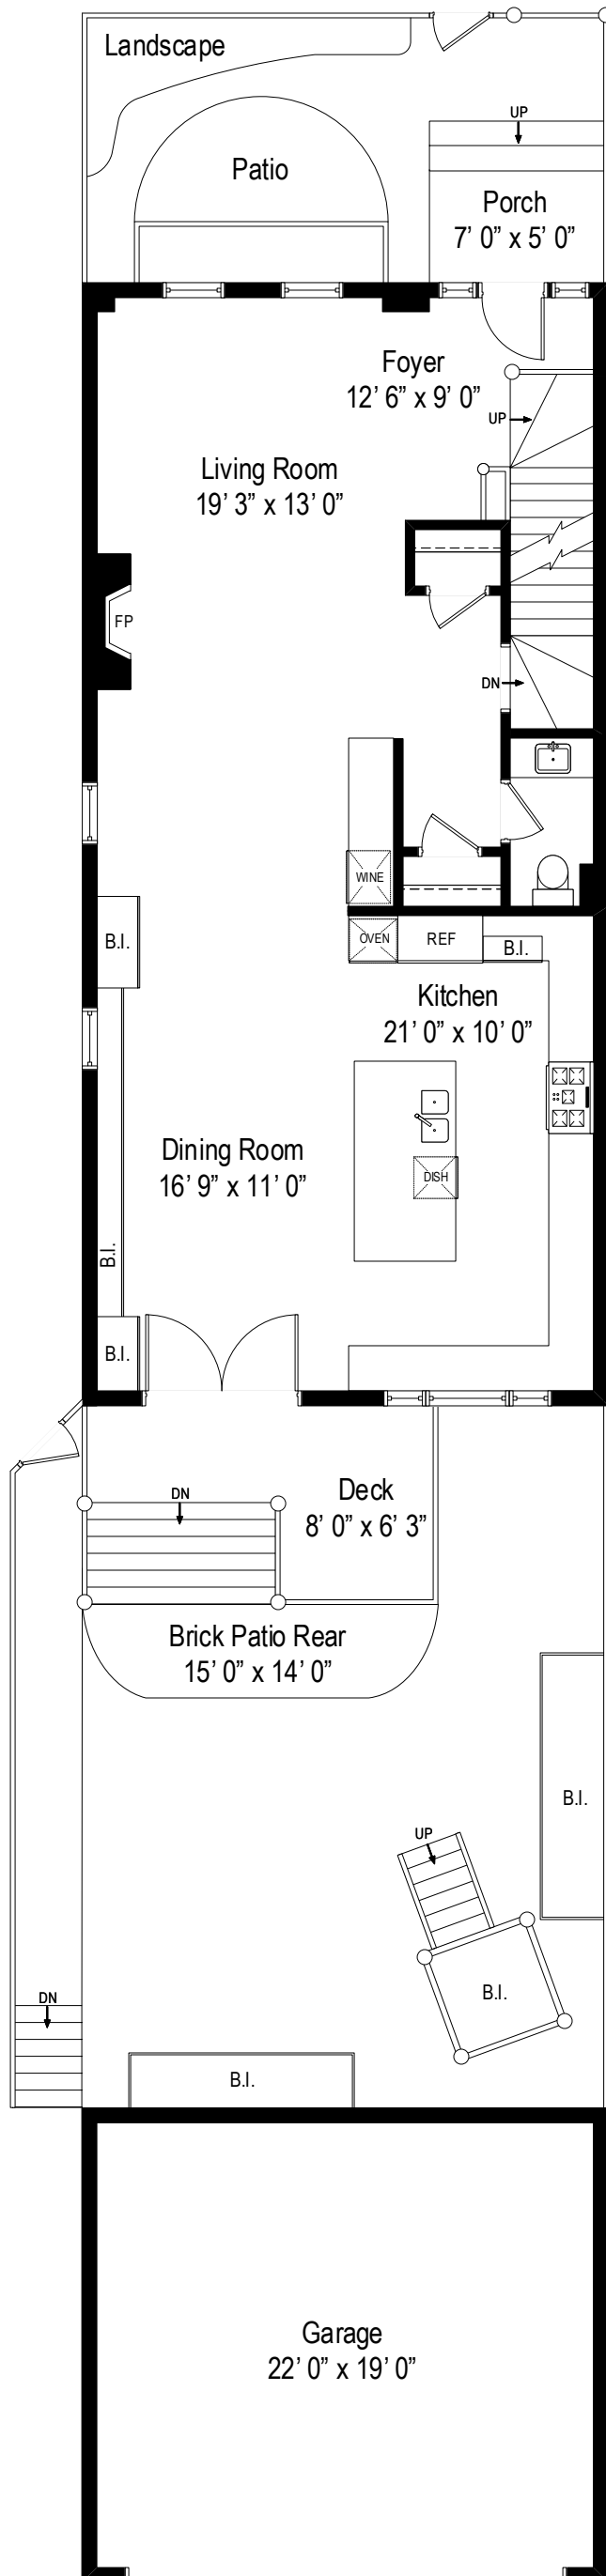 Landscape
UP
Patio
Porch
7’ 0” x 5’ 0”
Foyer
12’ 6” x 9’ 0”
UP
Living Room
19’ 3” x 13’ 0”
FP
DN
WINE
OVEN
REF
B.I.
B.I.
Kitchen
21’ 0” x 10’ 0”
Dining Room
16’ 9” x 11’ 0”
DISH
B.I.
B.I.
Deck
8’ 0” x 6’ 3”
DN
Brick Patio Rear
15’ 0” x 14’ 0”
B.I.
UP
B.I.
DN
B.I.
Garage
22’ 0” x 19’ 0”